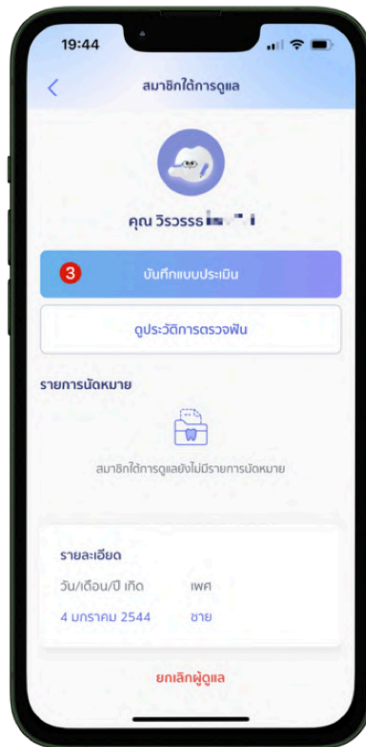 19:44
สมาชิกใต้การดูแล
คุณ วิรวรรธ
3 บันทึกแบบประเมิน
ดูประวัติการตรวจฟัน
รายการนัดหมาย
สมาชิกใต้การดูแลยังไม่มีรายการนัดหมาย
รายละเอียด
วัน/เดือน/ปี เกิด เพศ
4 มกราคม 2544 ชาย
ยกเลิกผู้ดูแล